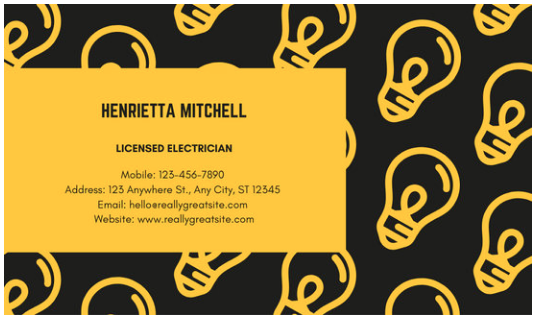 HENRIETTA MITCHELL
LICENSED ELECTRICIAN
Mobile: 123-456-7890
Address: 123 Anywhere St., Any City, ST 12345
Email: hello@reallygreatsite.com
Website: www.reallygreatsite.com